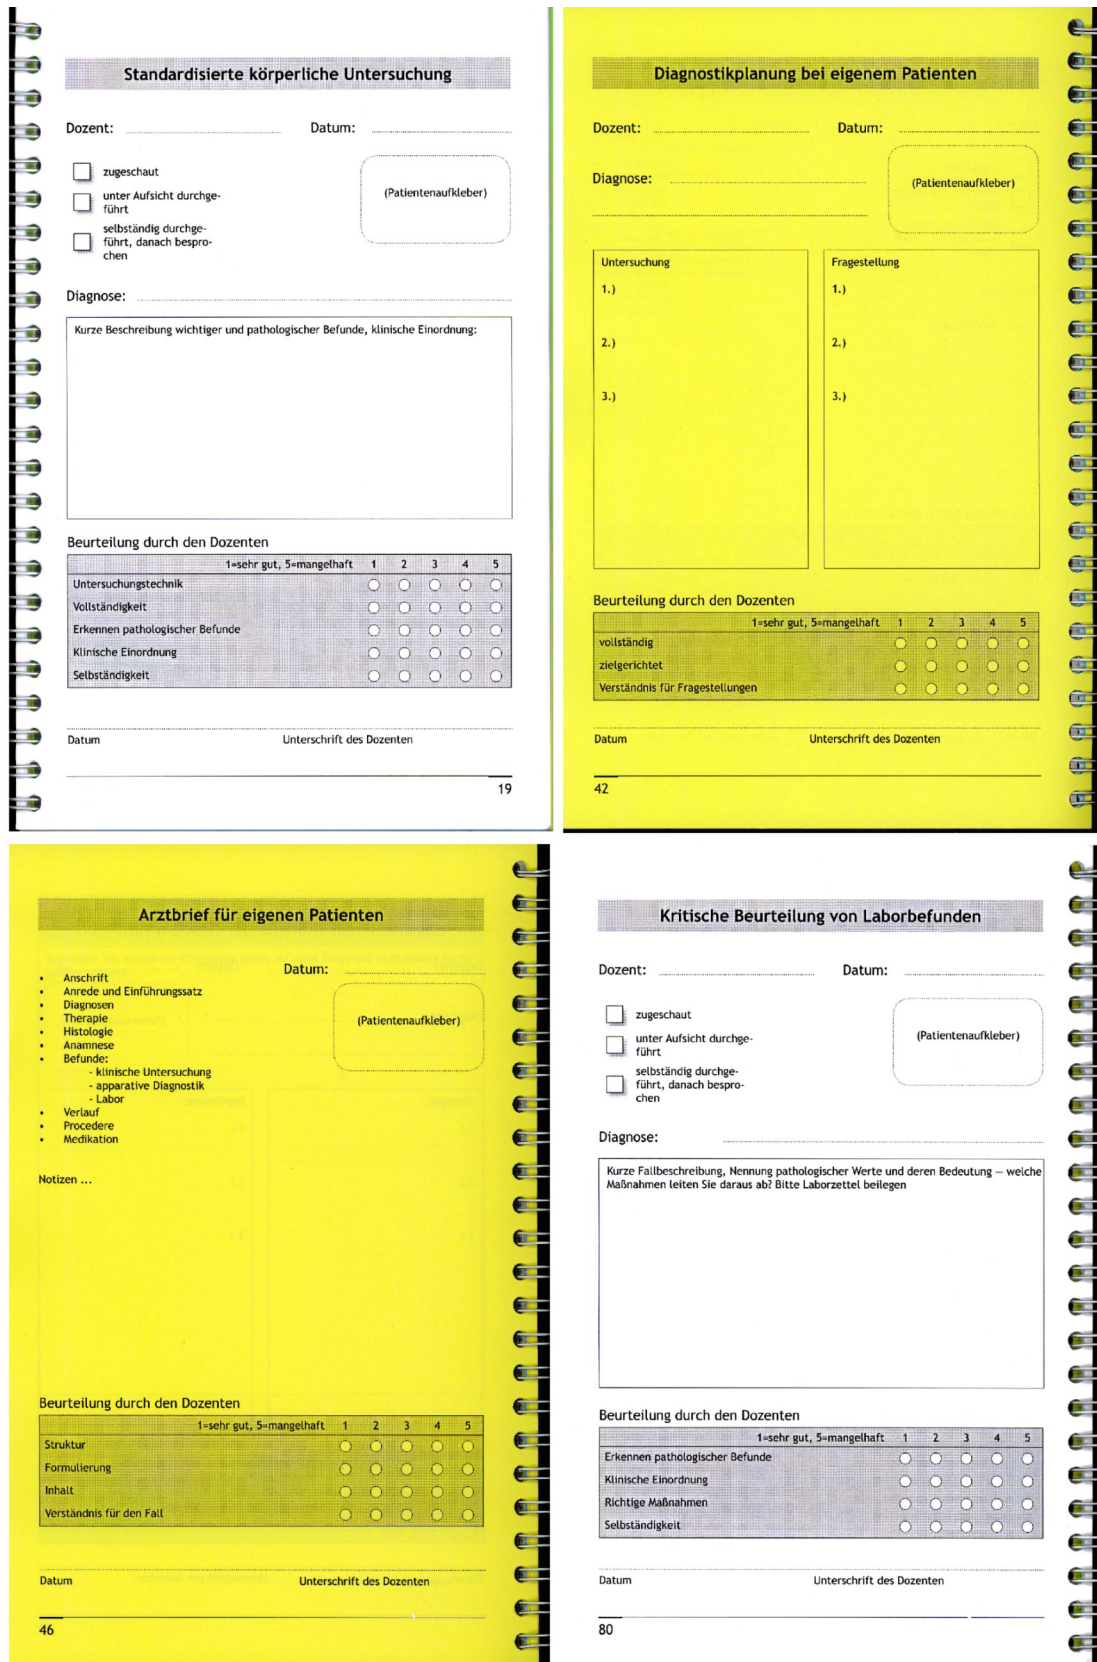 Standardisierte körperliche Untersuchung
Dozent: Datum:
zugeschaut
unter Aufsicht durchge-
führt
selbständig durchge-
führt, danach bespro-
chen
(Patientenaufkleber)
Diagnose:
Kurze Beschreibung wichtiger und pathologischer Befunde, klinische Einordnung:
Beurteilung durch den Dozenten
1=sehr gut, 5=mangelhaft 1 2 3 4 5
Untersuchungstechnik
Vollständigkeit
Erkennen pathologischer Befunde
Klinische Einordnung
Selbständigkeit
Datum Unterschrift des Dozenten
19
Diagnostikplanung bei eigenem Patienten
Dozent: Datum:
Diagnose:
(Patientenaufkleber)
Untersuchung
1.)
2.)
3.)
Fragestellung
1.)
2.)
3.)
Beurteilung durch den Dozenten
1=sehr gut, 5=mangelhaft 1 2 3 4 5
vollständig
zielgerichtet
Verständnis für Fragestellungen
Datum Unterschrift des Dozenten
42
Arztbrief für eigenen Patienten
Datum:
(Patientenaufkleber)
• Anschrift
• Anrede und Einführungssatz
• Diagnosen
• Therapie
• Histologie
• Anamnese
• Befunde:
- klinische Untersuchung
- apparative Diagnostik
- Labor
• Verlauf
• Procedere
• Medikation
Notizen ...
Beurteilung durch den Dozenten
1=sehr gut, 5=mangelhaft 1 2 3 4 5
Struktur
Formulierung
Inhalt
Verständnis für den Fall
Datum Unterschrift des Dozenten
46
Kritische Beurteilung von Laborbefunden
Dozent: Datum:
zugeschaut
unter Aufsicht durchge-
führt
selbständig durchge-
führt, danach bespro-
chen
(Patientenaufkleber)
Diagnose:
Kurze Fallbeschreibung, Nennung pathologischer Werte und deren Bedeutung – welche
Maßnahmen leiten Sie daraus ab? Bitte Laborzettel beilegen
Beurteilung durch den Dozenten
1=sehr gut, 5=mangelhaft 1 2 3 4 5
Erkennen pathologischer Befunde
Klinische Einordnung
Richtige Maßnahmen
Selbständigkeit
Datum Unterschrift des Dozenten
80